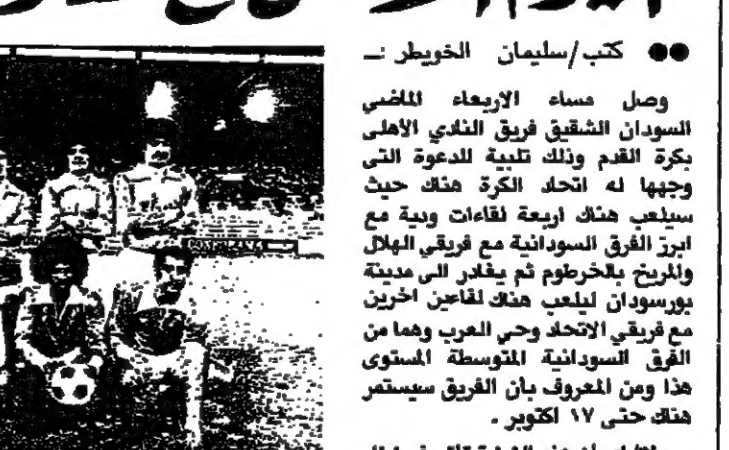 ●● كتب/سليمان الخويطر :ــ
وصل مساء الاربعاء الماضي
السودان الشقيق فريق النادي الأهلى
بكرة القدم وذلك تلبية للدعوة التى
وجهها له اتحاد الكرة هناك حيث
سيلعب هناك اربعة لقاءات ودية مع
ابرز الفرق السودانية مع فريقي الهلال
والمريخ بالخرطوم ثم يغادر الى مدينة
بورسودان ليلعب هناك لقاءين اخرين
مع فريقي الاتحاد وحي العرب وهما من
الفرق السودانية المتوسطة المستوى
هذا ومن المعروف بأن الفريق سيستمر
هناك حتى ١٧ اكتوبر .